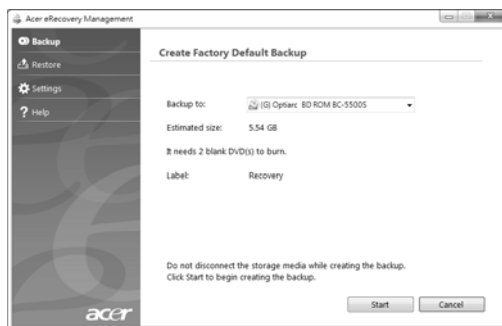 Acer eRecovery Management
Backup
Restore
Settings
Help
Create Factory Default Backup
Backup to: (G) Optiarc BD ROM BC-5500S
Estimated size: 5.54 GB
It needs 2 blank DVD(s) to burn.
Label: Recovery
Do not disconnect the storage media while creating the backup.
Click Start to begin creating the backup.
Start Cancel
acer